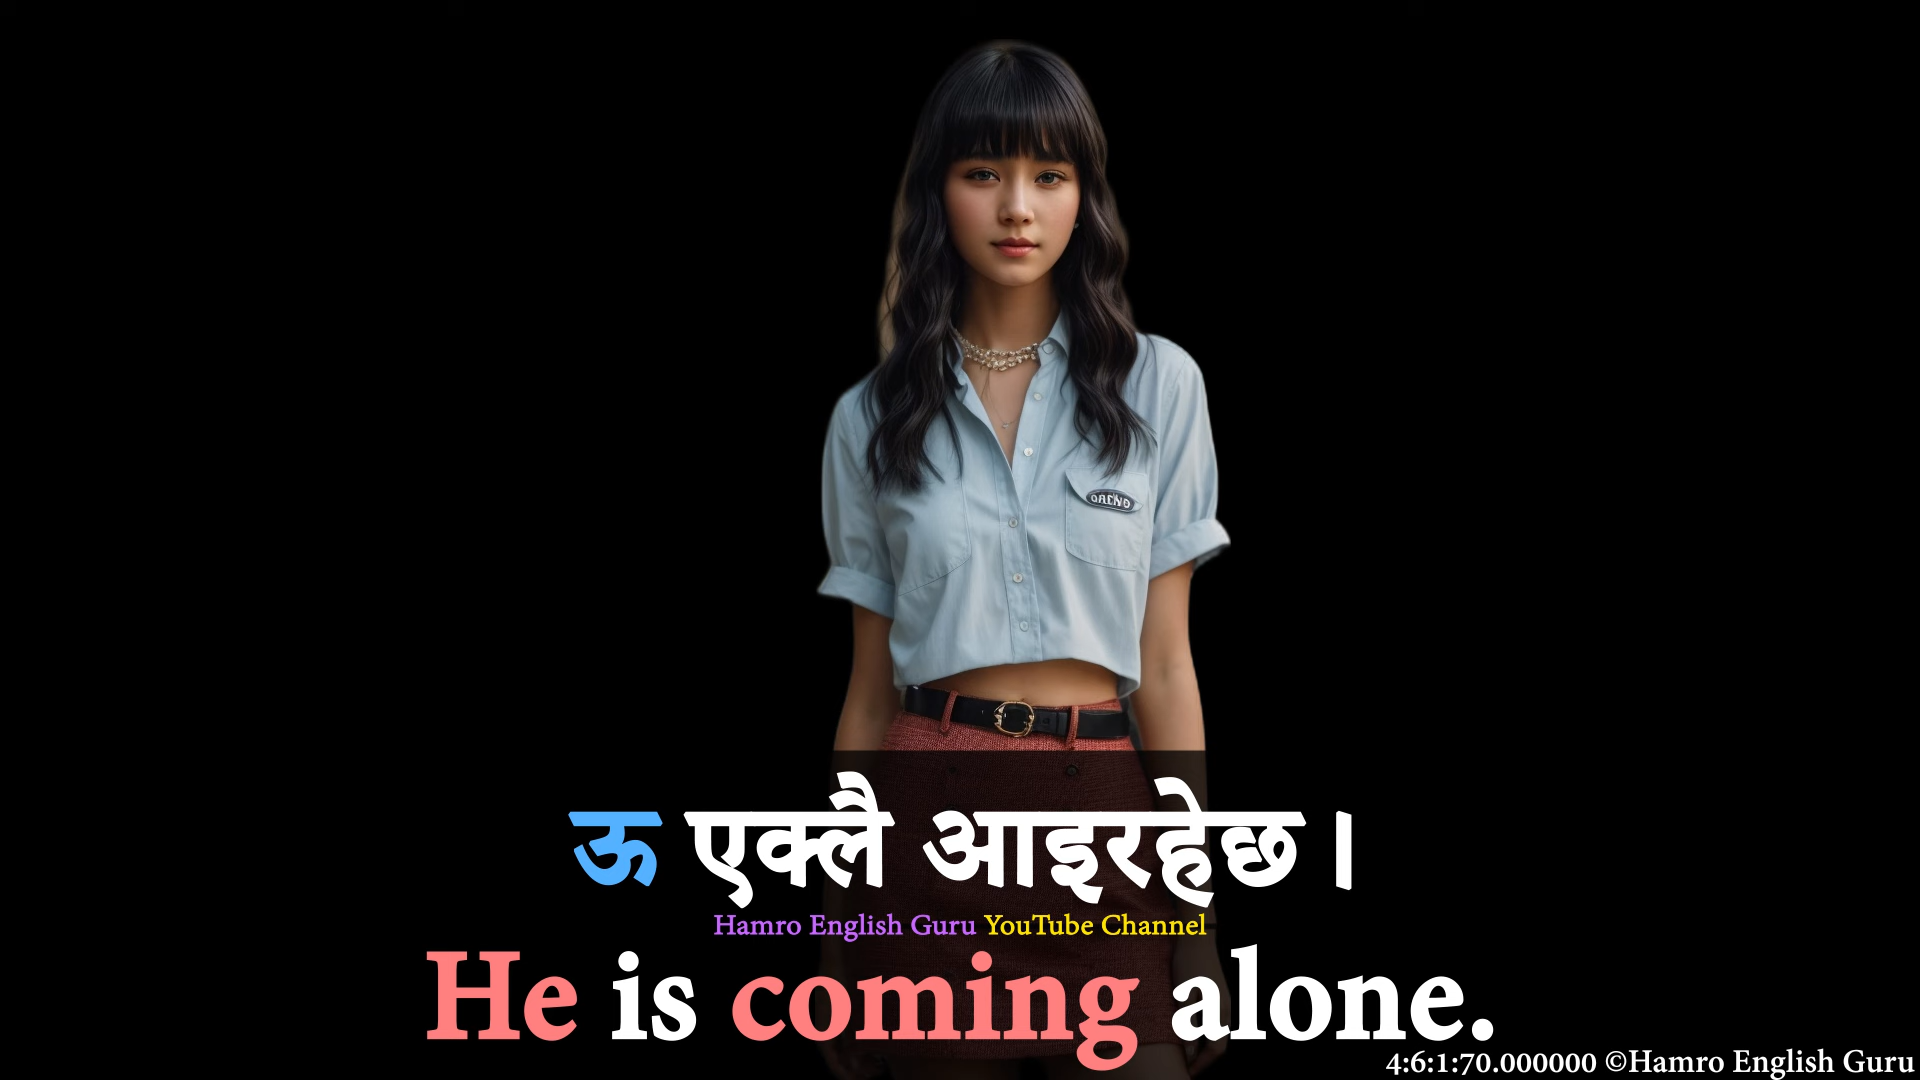 ऊ एक्लै आइरहेछ ।
Hamro English Guru YouTube Channel
He is coming alone.
4:6:1:70.000000 ©Hamro English Guru